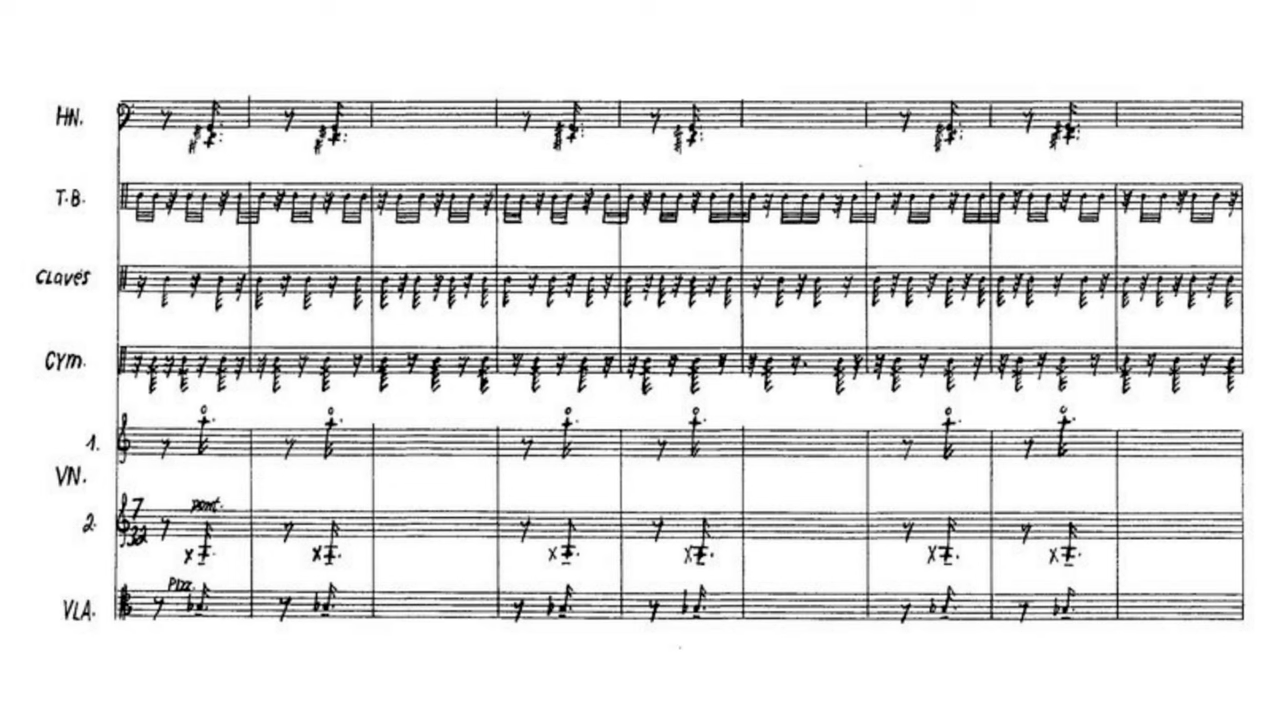 HN.
T.B.
Claves
Cym.
1.
VN.
2.
7
32
pont.
Pizz.
VLA.